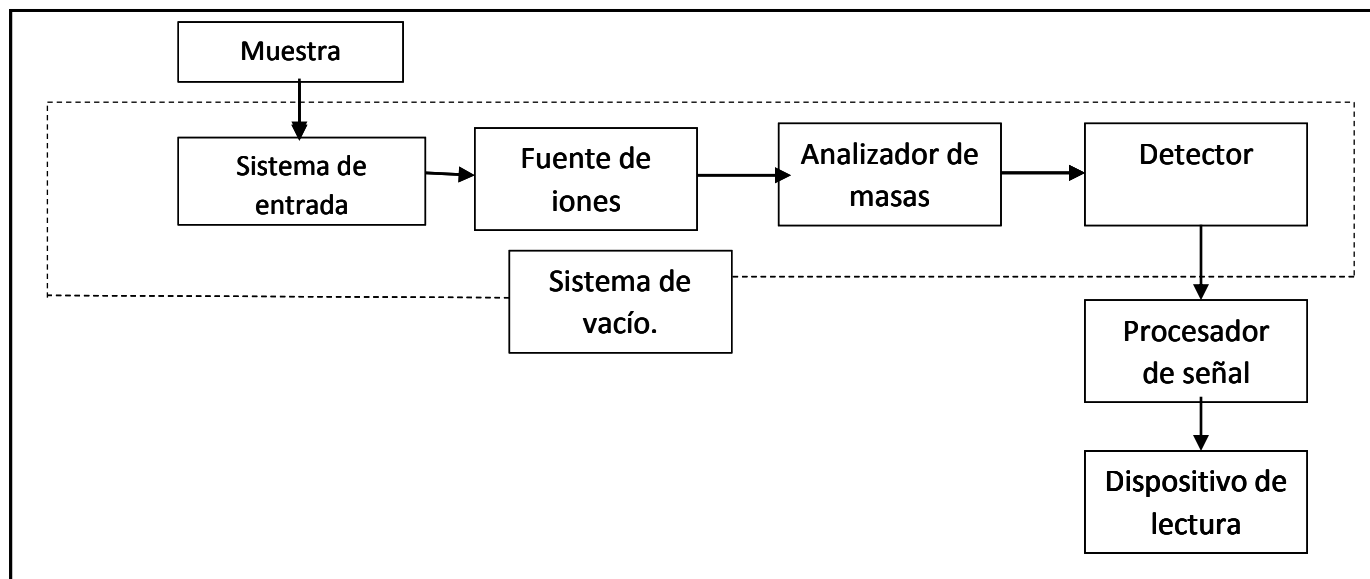 Muestra
Sistema de
entrada
Fuente de
iones
Analizador de
masas
Detector
Sistema de
vacío.
Procesador
de señal
Dispositivo de
lectura